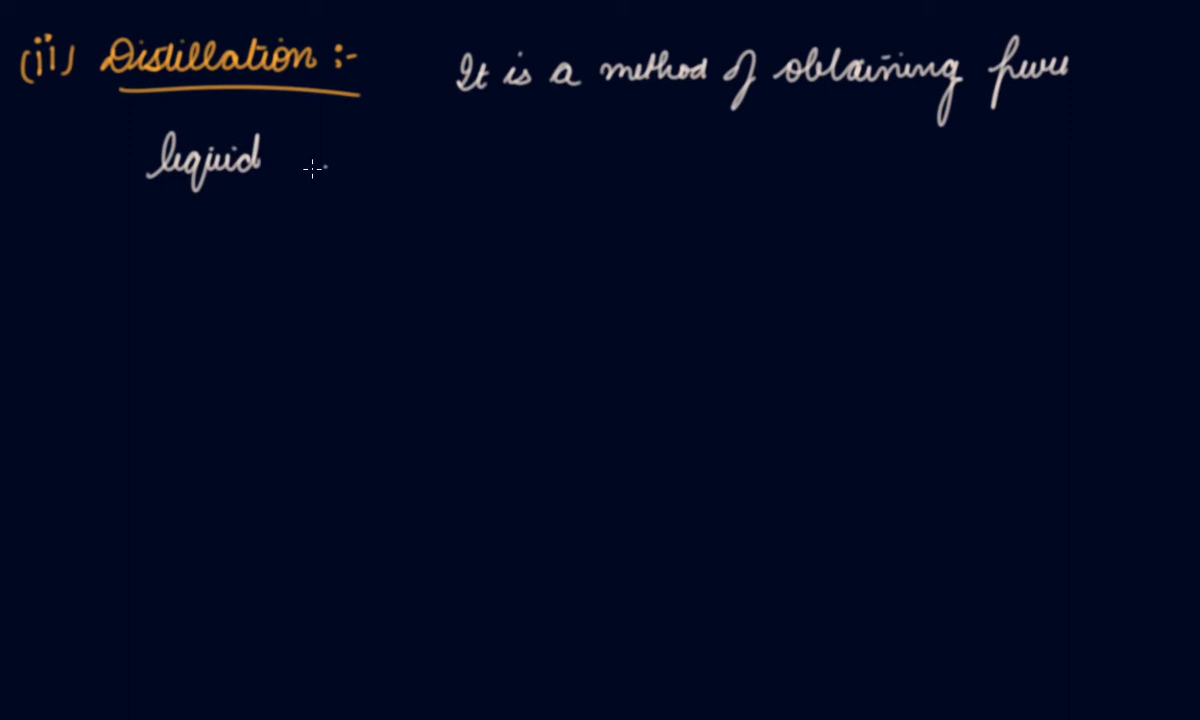 (ii) Distillation :- It is a method of obtaining pure
liquid